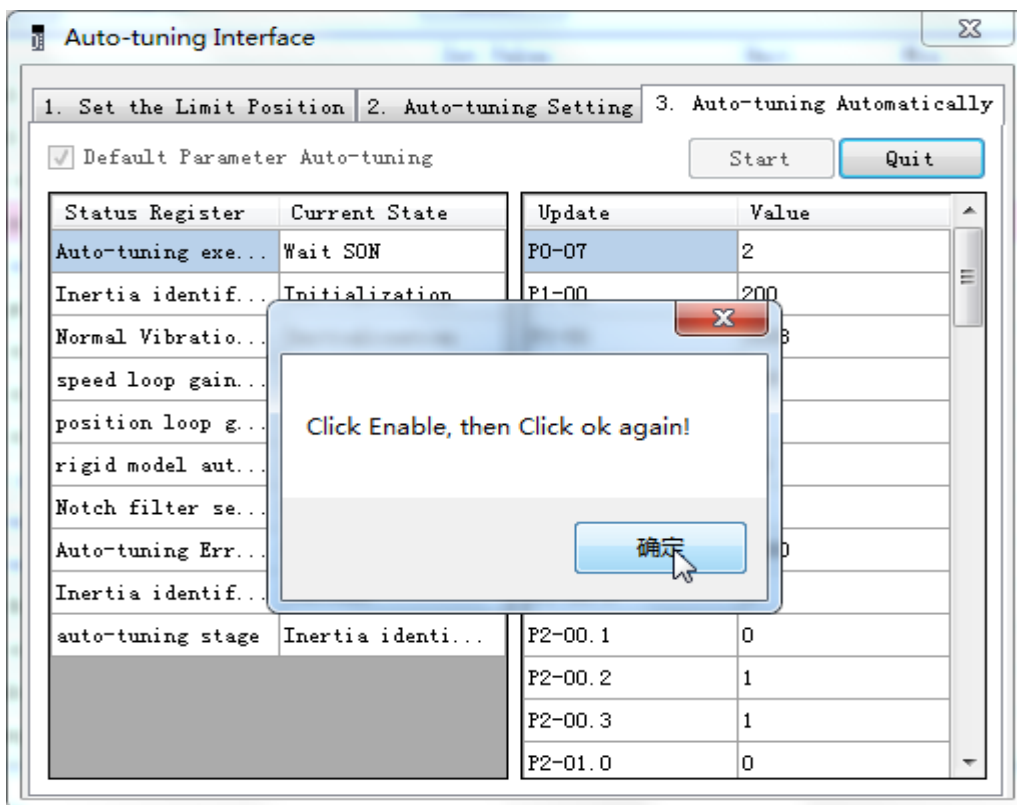 Auto-tuning Interface
1. Set the Limit Position 2. Auto-tuning Setting 3. Auto-tuning Automatically
Default Parameter Auto-tuning Start Quit
Status Register Current State Update Value
Auto-tuning exe... Wait SON P0-07 2
Inertia identif... Initialization P1-00 200
Normal Vibratio...
speed loop gain...
position loop g...
rigid model aut...
Notch filter se...
Auto-tuning Err...
Inertia identif...
Click Enable, then Click ok again!
确定
auto-tuning stage Inertia identi... P2-00.1 0
P2-00.2 1
P2-00.3 1
P2-01.0 0